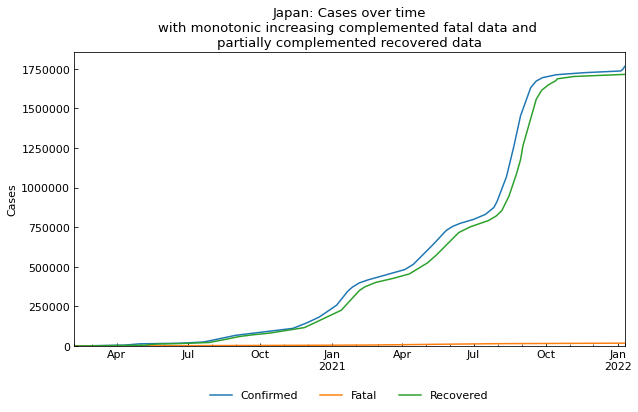 Japan: Cases over time
with monotonic increasing complemented fatal data and
partially complemented recovered data
Cases
1750000
1500000
1250000
1000000
750000
500000
250000
0
Apr Jul Oct Jan Apr Jul Oct Jan
2021 2022
Confirmed Fatal Recovered